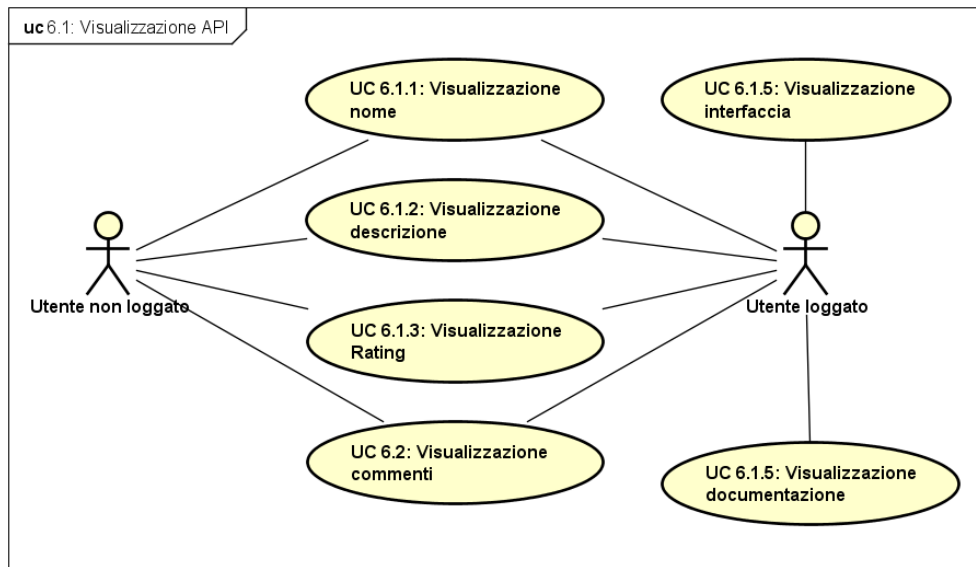 uc 6.1: Visualizzazione API
UC 6.1.1: Visualizzazione
nome
UC 6.1.5: Visualizzazione
interfaccia
UC 6.1.2: Visualizzazione
descrizione
Utente non loggato
Utente loggato
UC 6.1.3: Visualizzazione
Rating
UC 6.2: Visualizzazione
commenti
UC 6.1.5: Visualizzazione
documentazione